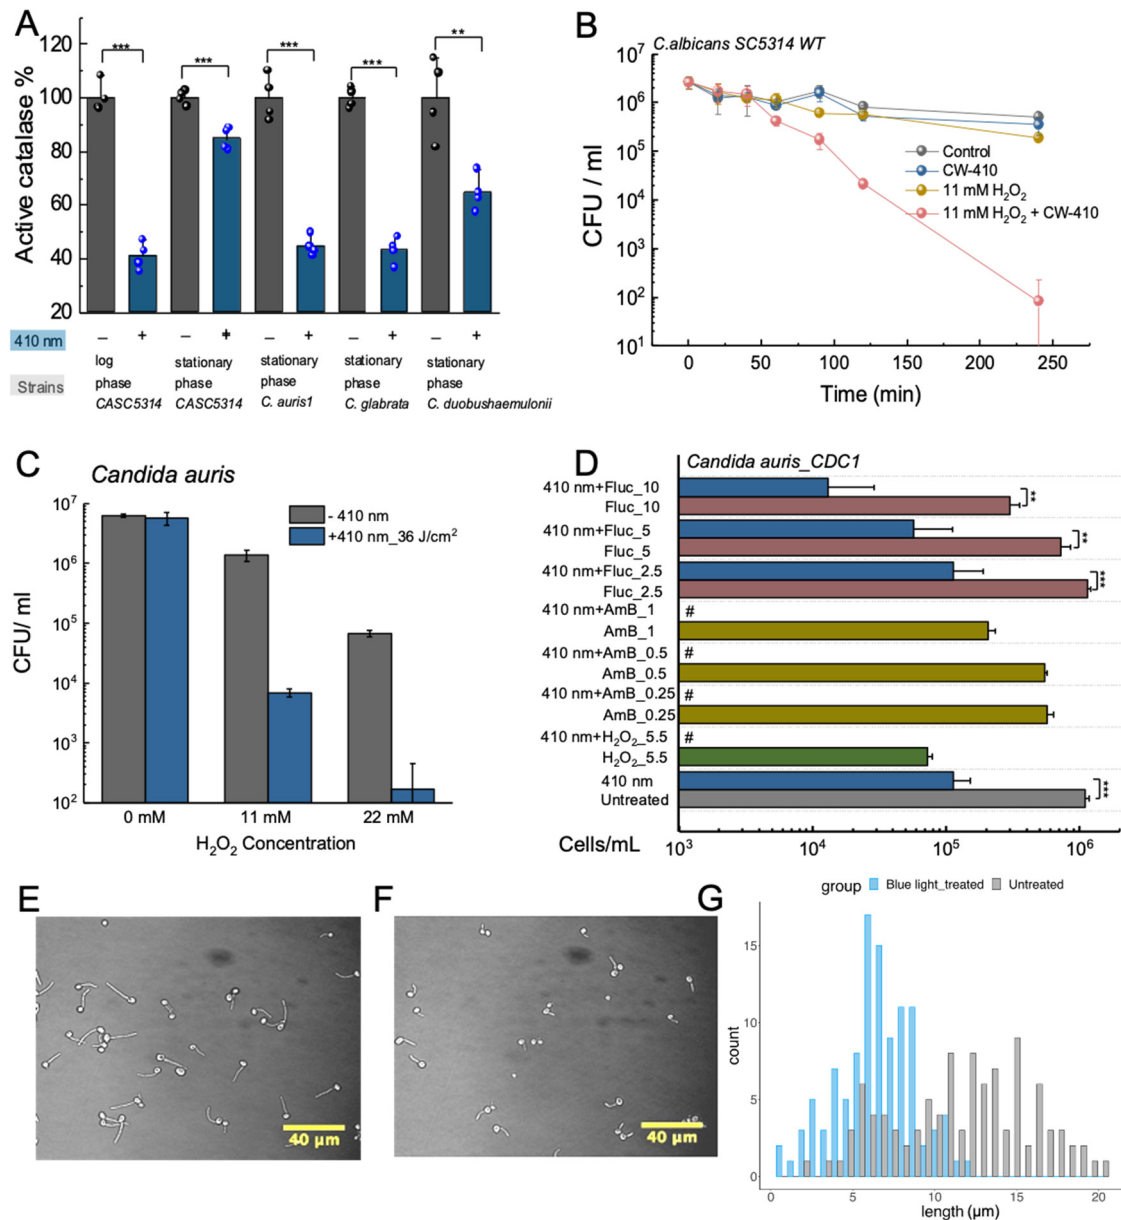 A
Active catalase %
120
100
80
60
40
20
***
***
***
***
**
410 nm
– + – + – + – + – +
Strains
log phase CASC5314
stationary phase CASC5314
stationary phase C. auris1
stationary phase C. glabrata
stationary phase C. duobushaemulonii
B
C.albicans SC5314 WT
CFU / ml
10⁷
10⁶
10⁵
10⁴
10³
10²
10¹
Control
CW-410
11 mM H₂O₂
11 mM H₂O₂ + CW-410
0 50 100 150 200 250
Time (min)
C
Candida auris
CFU/ ml
10⁷
10⁶
10⁵
10⁴
10³
10²
- 410 nm
+410 nm_36 J/cm²
0 mM 11 mM 22 mM
H₂O₂ Concentration
D
Candida auris_CDC1
410 nm+Fluc_10
Fluc_10
**
410 nm+Fluc_5
Fluc_5
**
410 nm+Fluc_2.5
Fluc_2.5
***
410 nm+AmB_1 #
AmB_1
410 nm+AmB_0.5 #
AmB_0.5
410 nm+AmB_0.25 #
AmB_0.25
410 nm+H₂O₂_5.5 #
H₂O₂_5.5
410 nm
Untreated
***
Cells/mL 10³ 10⁴ 10⁵ 10⁶
E
40 μm
F
40 μm
G
group Blue light_treated Untreated
count
15
10
5
0
0 5 10 15 20
length (μm)